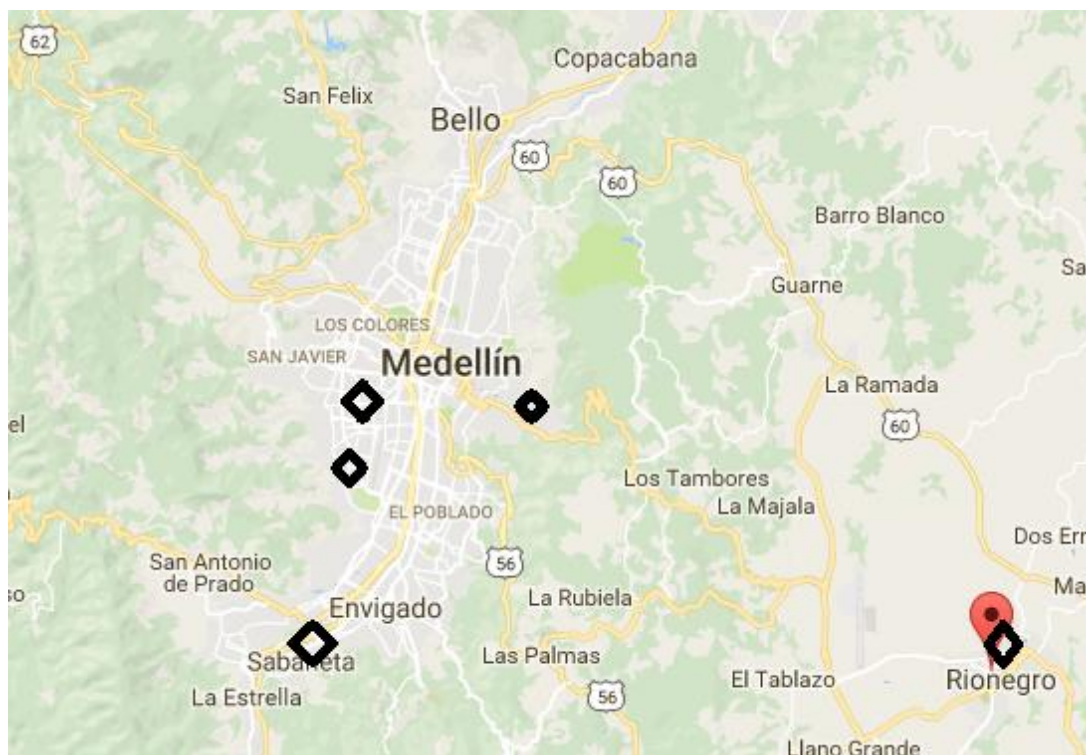 62
Copacabana
San Felix
Bello
60
60
Barro Blanco
Sa
Guarne
LOS COLORES
SAN JAVIER
Medellín
La Ramada
el
60
Los Tambores
La Majala
EL POBLADO
Dos Err
San Antonio
de Prado
56
so
Ma
La Rubiela
Envigado
Las Palmas
Sabaneta
El Tablazo
Rionegro
La Estrella
56
Llano Grande